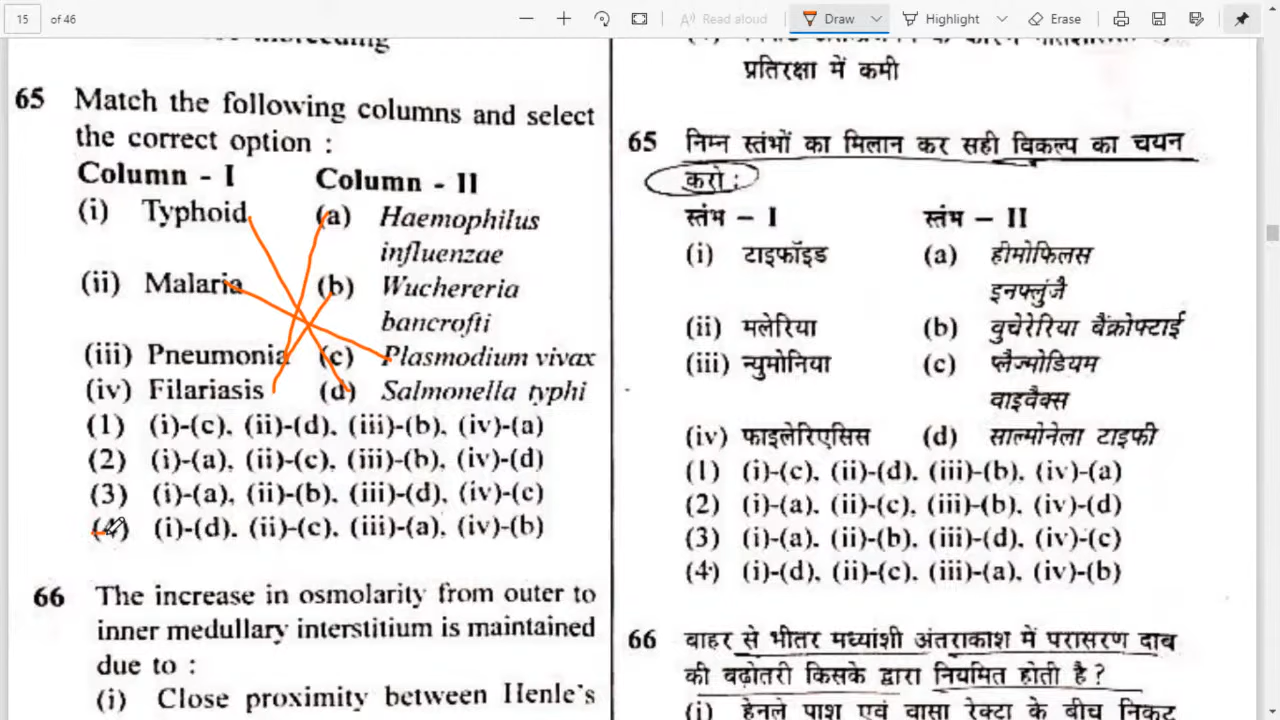 15 of 46
Read aloud
Draw
Highlight
Erase
65 Match the following columns and select
the correct option :
Column - I Column - II
(i) Typhoid (a) Haemophilus
influenzae
(ii) Malaria (b) Wuchereria
bancrofti
(iii) Pneumonia (c) Plasmodium vivax
(iv) Filariasis (d) Salmonella typhi
(1) (i)-(c), (ii)-(d), (iii)-(b), (iv)-(a)
(2) (i)-(a), (ii)-(c), (iii)-(b), (iv)-(d)
(3) (i)-(a), (ii)-(b), (iii)-(d), (iv)-(c)
(4) (i)-(d), (ii)-(c), (iii)-(a), (iv)-(b)
66 The increase in osmolarity from outer to
inner medullary interstitium is maintained
due to :
(i) Close proximity between Henle's
प्रतिरक्षा में कमी
65 निम्न स्तंभों का मिलान कर सही विकल्प का चयन
करो :
स्तंभ – I स्तंभ – II
(i) टाइफॉइड (a) हीमोफिलस
इनफ्लुंजै
(ii) मलेरिया (b) वुचेरेरिया बैंक्रोफ्टाई
(iii) न्युमोनिया (c) प्लैज्मोडियम
वाइवैक्स
(iv) फाइलेरिएसिस (d) साल्मोनेला टाइफी
(1) (i)-(c), (ii)-(d), (iii)-(b), (iv)-(a)
(2) (i)-(a), (ii)-(c), (iii)-(b), (iv)-(d)
(3) (i)-(a), (ii)-(b), (iii)-(d), (iv)-(c)
(4) (i)-(d), (ii)-(c), (iii)-(a), (iv)-(b)
66 बाहर से भीतर मध्यांशी अंतराकाश में परासरण दाब
की बढ़ोतरी किसके द्वारा नियमित होती है ?
(i) हेनले पाश एवं वासा रेक्टा के बीच निकट